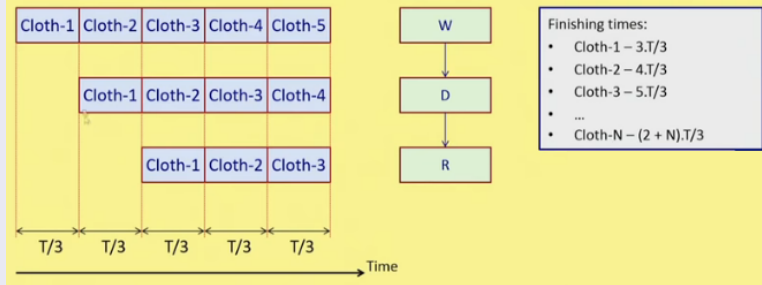 Cloth-1 Cloth-2 Cloth-3 Cloth-4 Cloth-5
Cloth-1 Cloth-2 Cloth-3 Cloth-4
Cloth-1 Cloth-2 Cloth-3
T/3 T/3 T/3 T/3 T/3
Time
W
D
R
Finishing times:
• Cloth-1 – 3.T/3
• Cloth-2 – 4.T/3
• Cloth-3 – 5.T/3
• ...
• Cloth-N – (2 + N).T/3